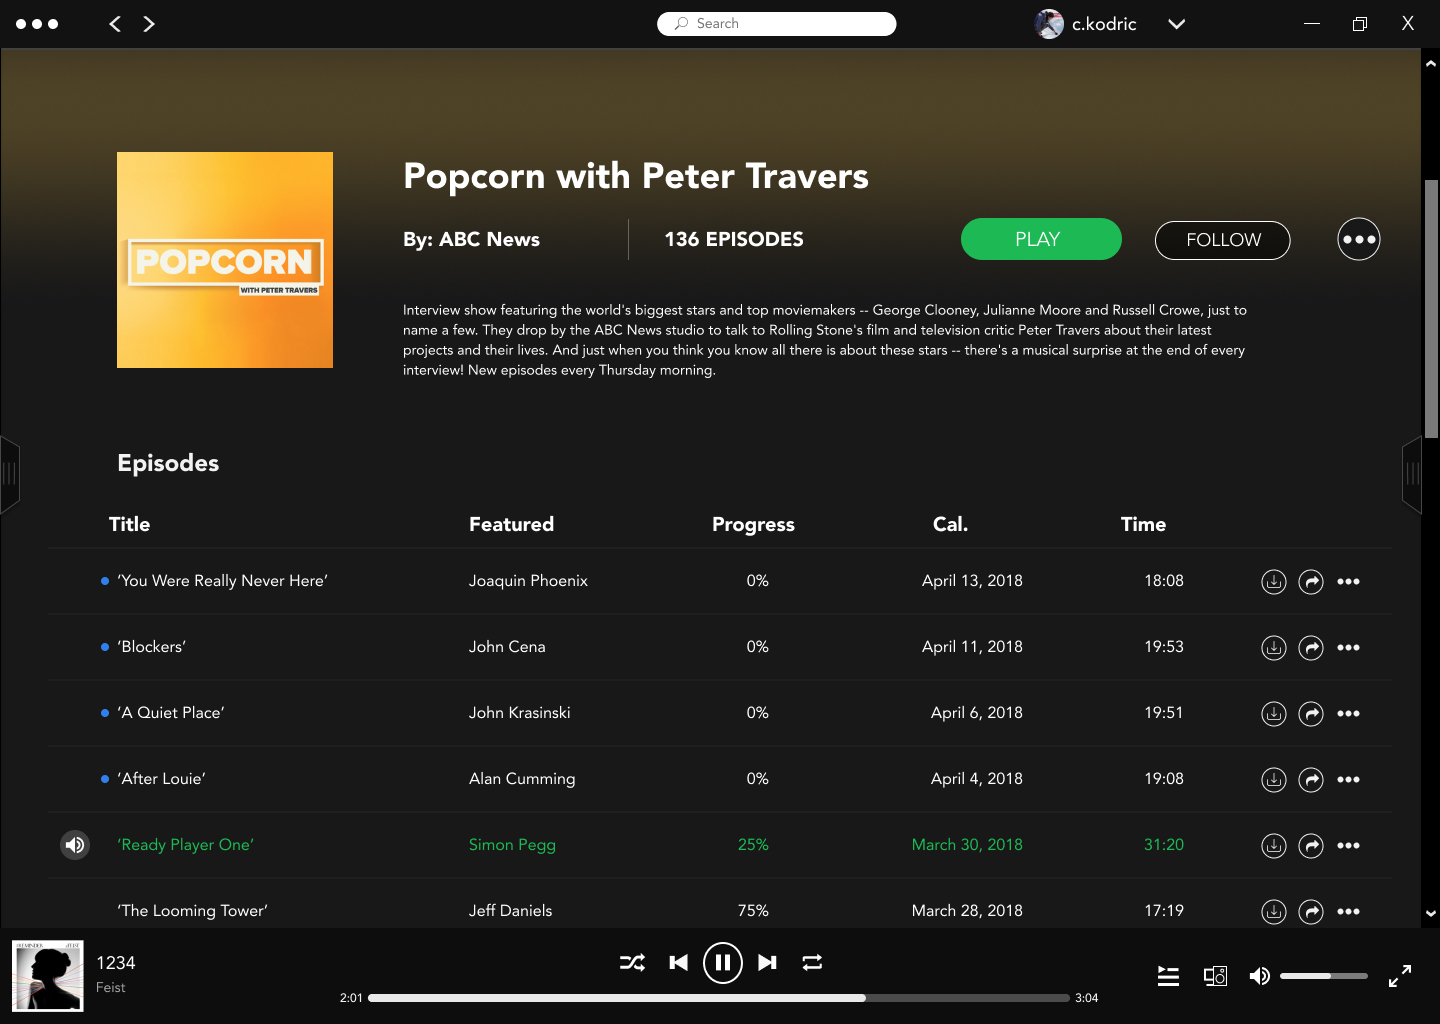 Search
c.kodric
X
Popcorn with Peter Travers
By: ABC News
136 EPISODES
PLAY
FOLLOW
POPCORN
WITH PETER TRAVERS
Interview show featuring the world's biggest stars and top moviemakers -- George Clooney, Julianne Moore and Russell Crowe, just to
name a few. They drop by the ABC News studio to talk to Rolling Stone's film and television critic Peter Travers about their latest
projects and their lives. And just when you think you know all there is about these stars -- there's a musical surprise at the end of every
interview! New episodes every Thursday morning.
Episodes
Title Featured Progress Cal. Time
‘You Were Really Never Here’ Joaquin Phoenix 0% April 13, 2018 18:08
‘Blockers’ John Cena 0% April 11, 2018 19:53
‘A Quiet Place’ John Krasinski 0% April 6, 2018 19:51
‘After Louie’ Alan Cumming 0% April 4, 2018 19:08
‘Ready Player One’ Simon Pegg 25% March 30, 2018 31:20
‘The Looming Tower’ Jeff Daniels 75% March 28, 2018 17:19
1234
Feist
2:01
3:04